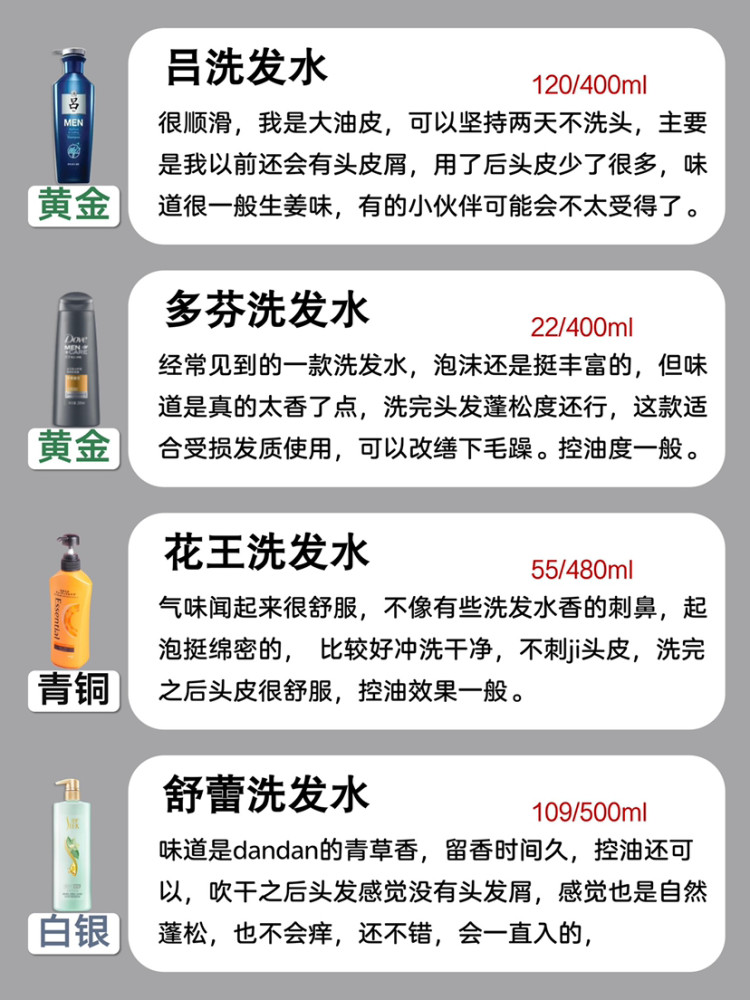 吕洗发水
120/400ml
很顺滑，我是大油皮，可以坚持两天不洗头，主要
是我以前还会有头皮屑，用了后头皮少了很多，味
道很一般生姜味，有的小伙伴可能会不太受得了。
吕
MEN
黄金
多芬洗发水
22/400ml
经常见到的一款洗发水，泡沫还是挺丰富的，但味
道是真的太香了点，洗完头发蓬松度还行，这款适
合受损发质使用，可以改缮下毛躁。控油度一般。
Dove
MEN
+CARE
黄金
花王洗发水
55/480ml
气味闻起来很舒服，不像有些洗发水香的刺鼻，起
泡挺绵密的， 比较好冲洗干净，不刺ji头皮，洗完
之后头皮很舒服，控油效果一般。
Essential
青铜
舒蕾洗发水
109/500ml
味道是dandan的青草香，留香时间久，控油还可
以，吹干之后头发感觉没有头发屑，感觉也是自然
蓬松，也不会痒，还不错，会一直入的，
白银